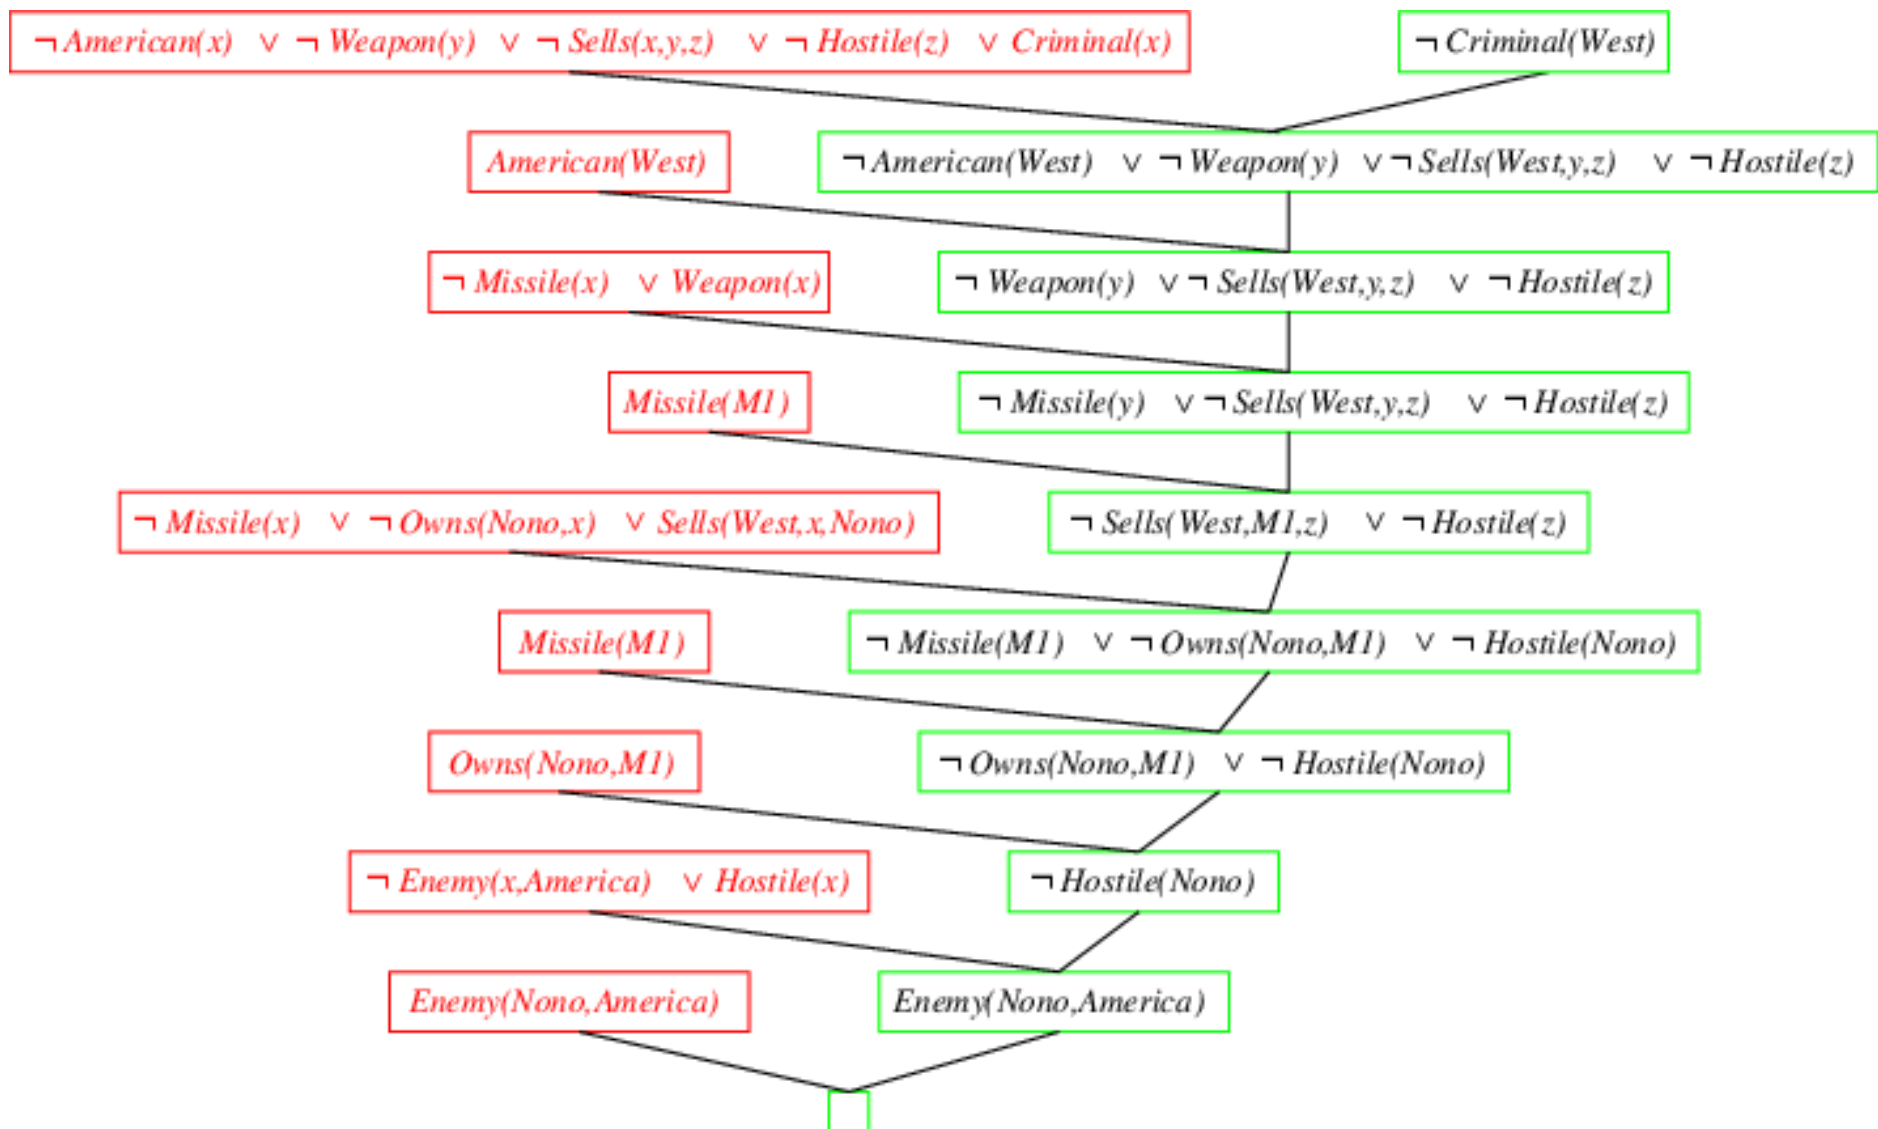 ¬ American(x) ∨ ¬ Weapon(y) ∨ ¬ Sells(x,y,z) ∨ ¬ Hostile(z) ∨ Criminal(x) ¬ Criminal(West)
American(West) ¬ American(West) ∨ ¬ Weapon(y) ∨ ¬ Sells(West,y,z) ∨ ¬ Hostile(z)
¬ Missile(x) ∨ Weapon(x) ¬ Weapon(y) ∨ ¬ Sells(West,y,z) ∨ ¬ Hostile(z)
Missile(M1) ¬ Missile(y) ∨ ¬ Sells(West,y,z) ∨ ¬ Hostile(z)
¬ Missile(x) ∨ ¬ Owns(Nono,x) ∨ Sells(West,x,Nono) ¬ Sells(West,M1,z) ∨ ¬ Hostile(z)
Missile(M1) ¬ Missile(M1) ∨ ¬ Owns(Nono,M1) ∨ ¬ Hostile(Nono)
Owns(Nono,M1) ¬ Owns(Nono,M1) ∨ ¬ Hostile(Nono)
¬ Enemy(x,America) ∨ Hostile(x) ¬ Hostile(Nono)
Enemy(Nono,America) Enemy(Nono,America)